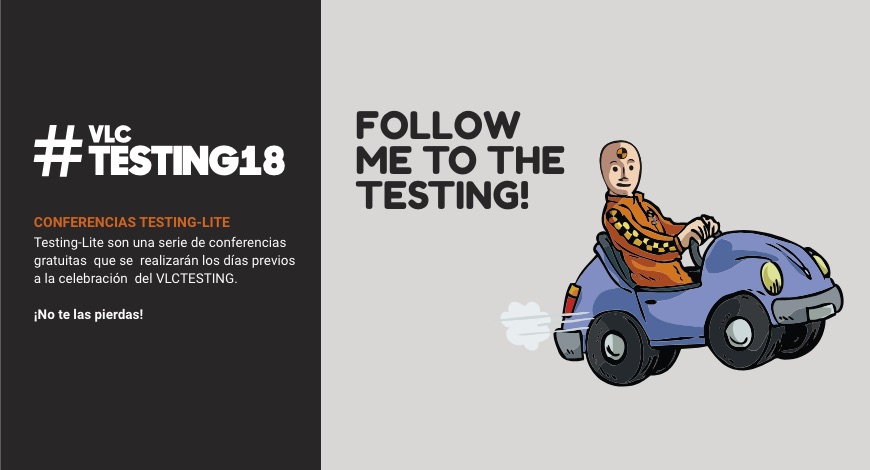 #VLC
TESTING18
CONFERENCIAS TESTING-LITE
Testing-Lite son una serie de conferencias
gratuitas que se realizarán los días previos
a la celebración del VLCTESTING.
¡No te las pierdas!
FOLLOW
ME TO THE
TESTING!